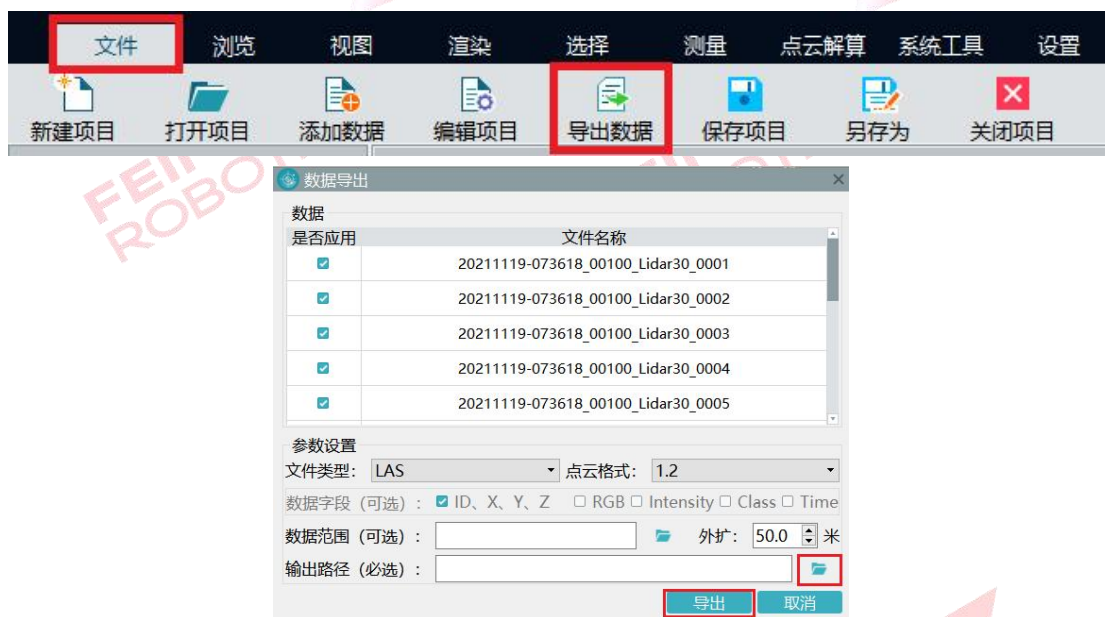 文件 浏览 视图 渲染 选择 测量 点云解算 系统工具 设置
新建项目 打开项目 添加数据 编辑项目 导出数据 保存项目 另存为 关闭项目
数据导出
数据
是否应用 文件名称
20211119-073618_00100_Lidar30_0001
20211119-073618_00100_Lidar30_0002
20211119-073618_00100_Lidar30_0003
20211119-073618_00100_Lidar30_0004
20211119-073618_00100_Lidar30_0005
参数设置
文件类型: LAS 点云格式: 1.2
数据字段 (可选) : ID、X、Y、Z RGB Intensity Class Time
数据范围 (可选) : 外扩: 50.0 米
输出路径 (必选) :
导出 取消